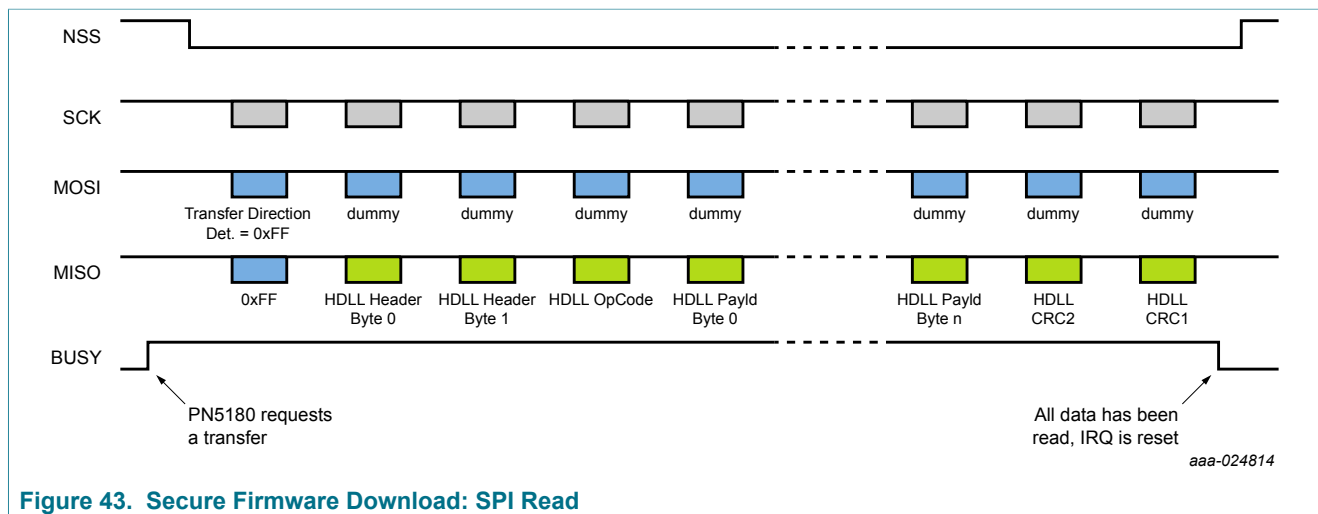 NSS
SCK
MOSI
Transfer Direction
Det. = 0xFF
dummy
dummy
dummy
dummy
dummy
dummy
dummy
MISO
0xFF
HDLL Header
Byte 0
HDLL Header
Byte 1
HDLL OpCode
HDLL Payld
Byte 0
HDLL Payld
Byte n
HDLL
CRC2
HDLL
CRC1
BUSY
PN5180 requests
a transfer
All data has been
read, IRQ is reset
aaa-024814
Figure 43. Secure Firmware Download: SPI Read